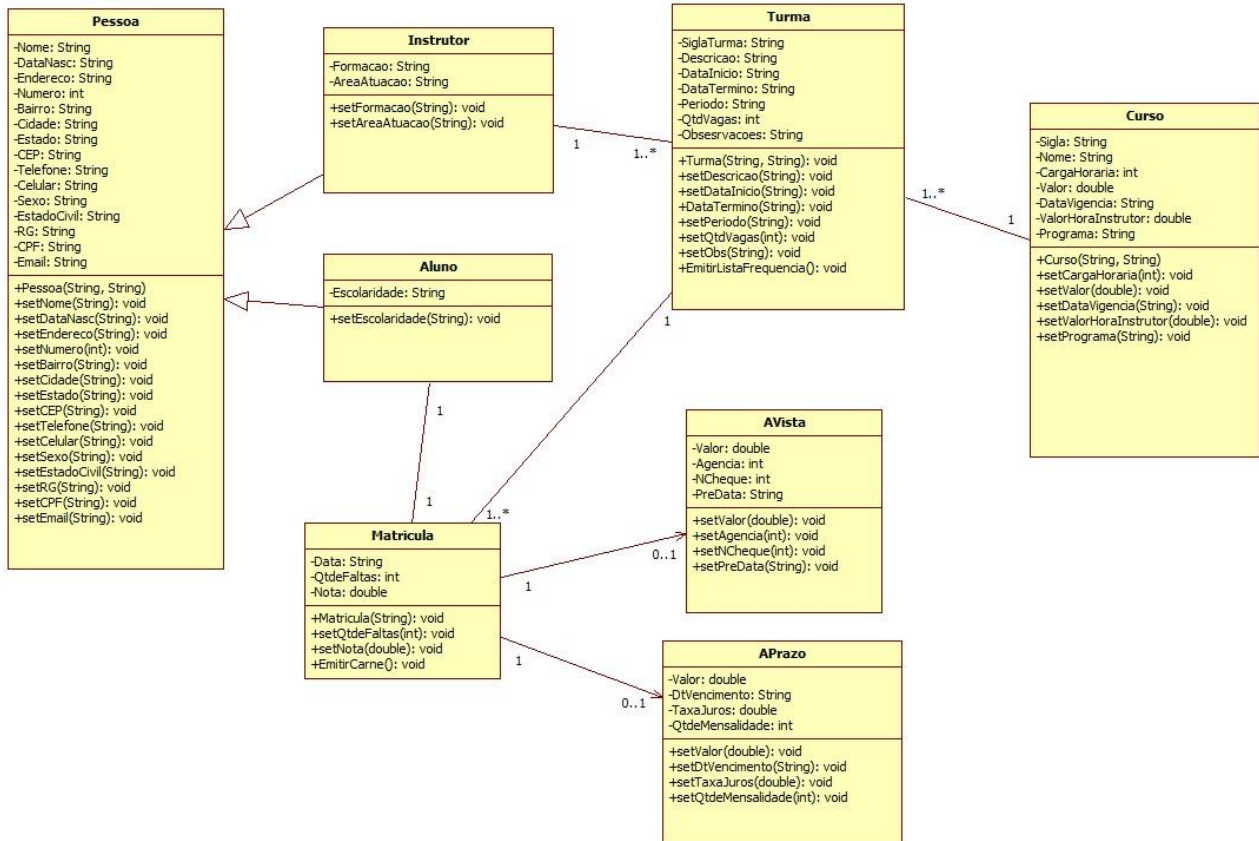 Pessoa
-Nome: String
-DataNasc: String
-Endereco: String
-Numero: int
-Bairro: String
-Cidade: String
-Estado: String
-CEP: String
-Telefone: String
-Celular: String
-Sexo: String
-EstadoCivil: String
-RG: String
-CPF: String
-Email: String
+Pessoa(String, String)
+setNome(String): void
+setDataNasc(String): void
+setEndereco(String): void
+setNumero(int): void
+setBairro(String): void
+setCidade(String): void
+setEstado(String): void
+setCEP(String): void
+setTelefone(String): void
+setCelular(String): void
+setSexo(String): void
+setEstadoCivil(String): void
+setRG(String): void
+setCPF(String): void
+setEmail(String): void
Instrutor
-Formacao: String
-AreaAtuacao: String
+setFormacao(String): void
+setAreaAtuacao(String): void
1
1..*
Turma
-SiglaTurma: String
-Descricao: String
-DataInicio: String
-DataTermino: String
-Periodo: String
-QtdVagas: int
-Obsesrvacoes: String
+Turma(String, String): void
+setDescricao(String): void
+setDataInicio(String): void
+DataTermino(String): void
+setPeriodo(String): void
+setQtdVagas(int): void
+setObs(String): void
+EmitirListaFrequencia(): void
1..*
1
Curso
-Sigla: String
-Nome: String
-CargaHoraria: int
-Valor: double
-DataVigencia: String
-ValorHoraInstrutor: double
-Programa: String
+Curso(String, String)
+setCargaHoraria(int): void
+setValor(double): void
+setDataVigencia(String): void
+setValorHoraInstrutor(double): void
+setPrograma(String): void
Aluno
-Escolaridade: String
+setEscolaridade(String): void
1
1
1
1..*
Matricula
-Data: String
-QtdeFaltas: int
-Nota: double
+Matricula(String): void
+setQtdeFaltas(int): void
+setNota(double): void
+EmitirCarne(): void
1
0..1
AVista
-Valor: double
-Agencia: int
-NCheque: int
-PreData: String
+setValor(double): void
+setAgencia(int): void
+setNCheque(int): void
+setPreData(String): void
1
0..1
APrazo
-Valor: double
-DtVencimento: String
-TaxaJuros: double
-QtdeMensalidade: int
+setValor(double): void
+setDtVencimento(String): void
+setTaxaJuros(double): void
+setQtdeMensalidade(int): void